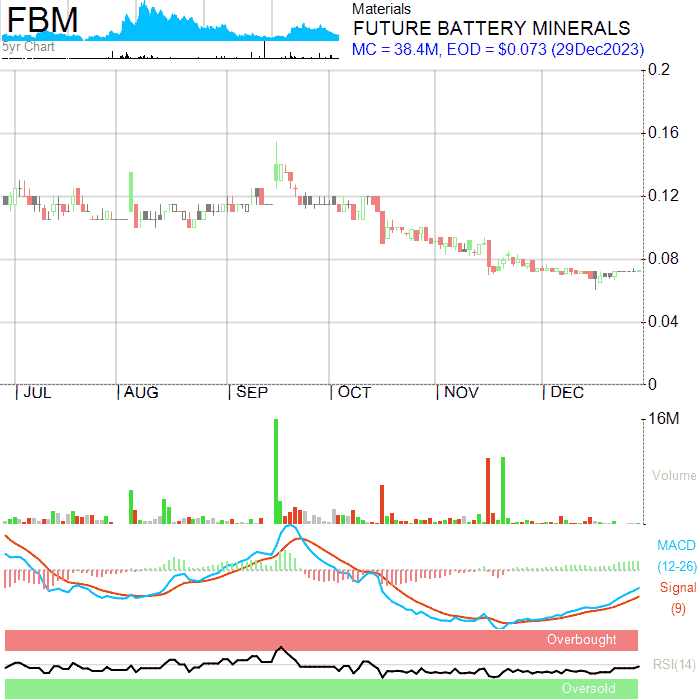 FBM
5yr Chart
Materials
FUTURE BATTERY MINERALS
MC = 38.4M, EOD = $0.073 (29Dec2023)
0.2
0.16
0.12
0.08
0.04
0
JUL AUG SEP OCT NOV DEC
16M
Volume
MACD
(12-26)
Signal
(9)
Overbought
RSI(14)
Oversold